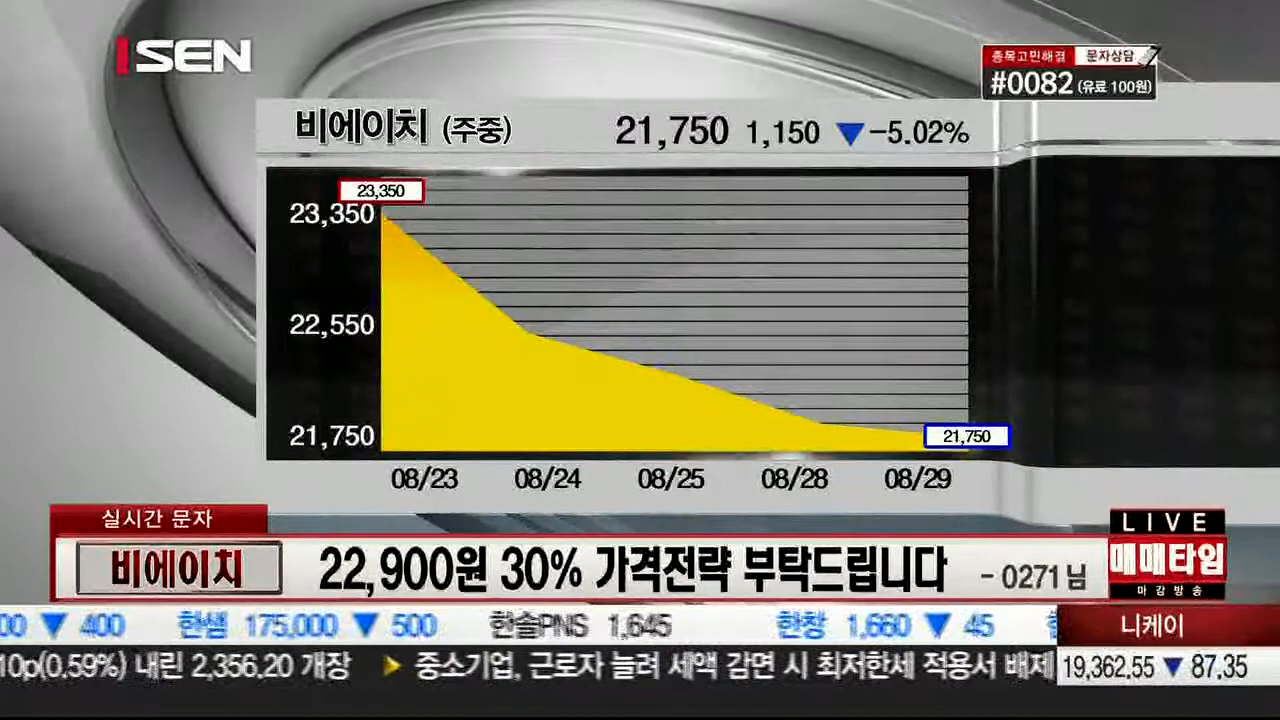 SEN
종목고민해결 문자상담
#0082 (유료 100원)
비에이치 (주중) 21,750 1,150 ▼-5.02%
23,350
23,350
22,550
21,750
21,750
08/23 08/24 08/25 08/28 08/29
실시간 문자
비에이치 22,900원 30% 가격전략 부탁드립니다 - 0271님
LIVE
매매타임
마감방송
00 ▼ 400 한샘 175,000 ▼ 500 한솔PNS 1,645 한창 1,660 ▼ 45
니케이
10p(0.59%) 내린 2,356.20 개장 ▶ 중소기업, 근로자 늘려 세액 감면 시 최저한세 적용서 배제
19,362.55 ▼ 87.35